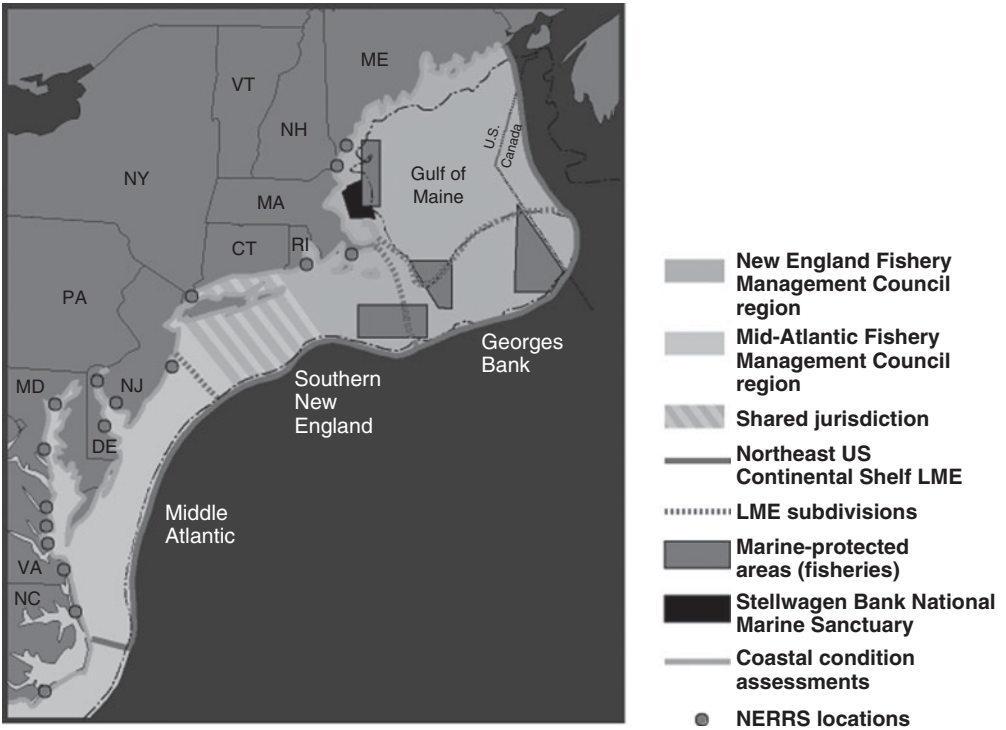 ME
VT
NH
NY
MA
CT
RI
PA
NJ
MD
DE
VA
NC
U.S.
Canada
Gulf of
Maine
Georges
Bank
Southern
New
England
Middle
Atlantic
New England Fishery
Management Council
region
Mid-Atlantic Fishery
Management Council
region
Shared jurisdiction
Northeast US
Continental Shelf LME
LME subdivisions
Marine-protected
areas (fisheries)
Stellwagen Bank National
Marine Sanctuary
Coastal condition
assessments
NERRS locations